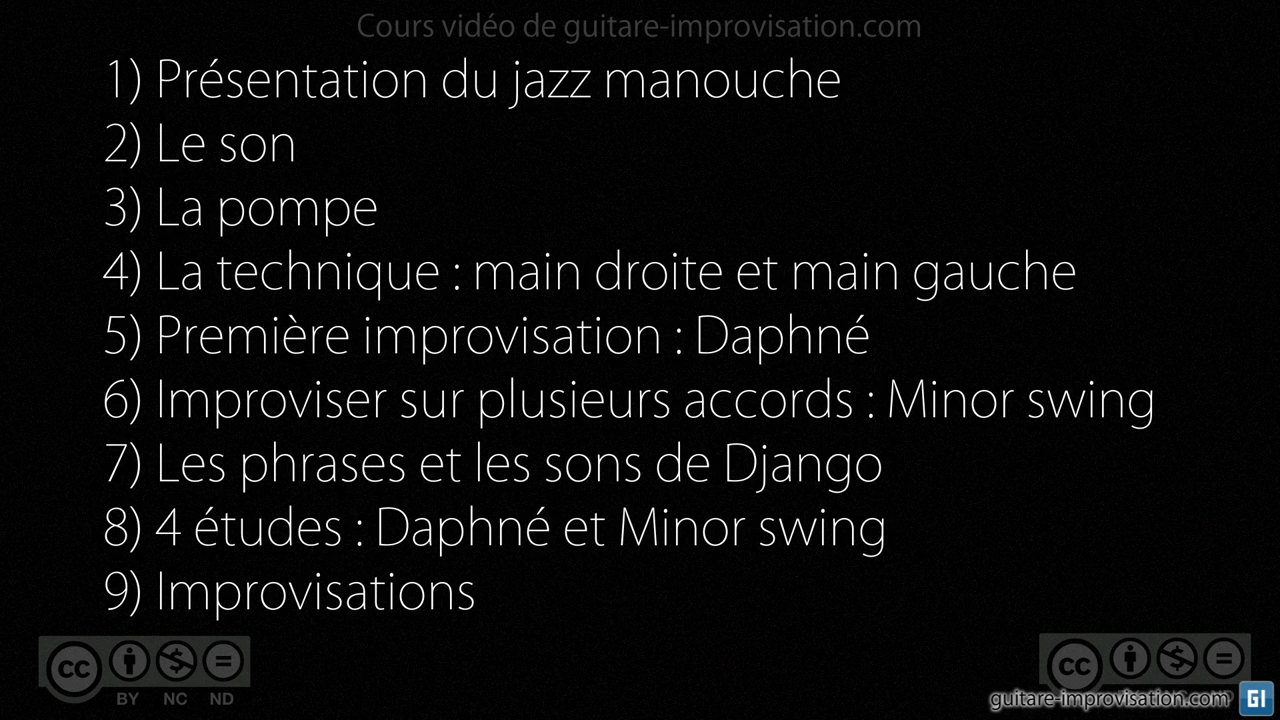 Cours vidéo de guitare-improvisation.com
1) Présentation du jazz manouche
2) Le son
3) La pompe
4) La technique : main droite et main gauche
5) Première improvisation : Daphné
6) Improviser sur plusieurs accords : Minor swing
7) Les phrases et les sons de Django
8) 4 études : Daphné et Minor swing
9) Improvisations
cc
BY NC ND
cc
guitare-improvisation.com GI